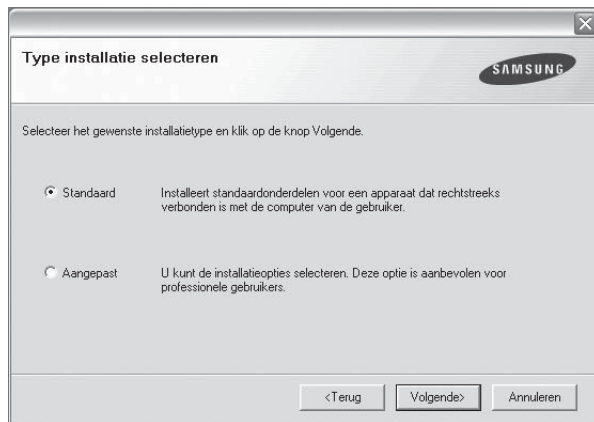 Type installatie selecteren
SAMSUNG
Selecteer het gewenste installatietype en klik op de knop Volgende.
Standaard
Installeert standaardonderdelen voor een apparaat dat rechtstreeks
verbonden is met de computer van de gebruiker.
Aangepast
U kunt de installatieopties selecteren. Deze optie is aanbevolen voor
professionele gebruikers.
<Terug
Volgende>
Annuleren